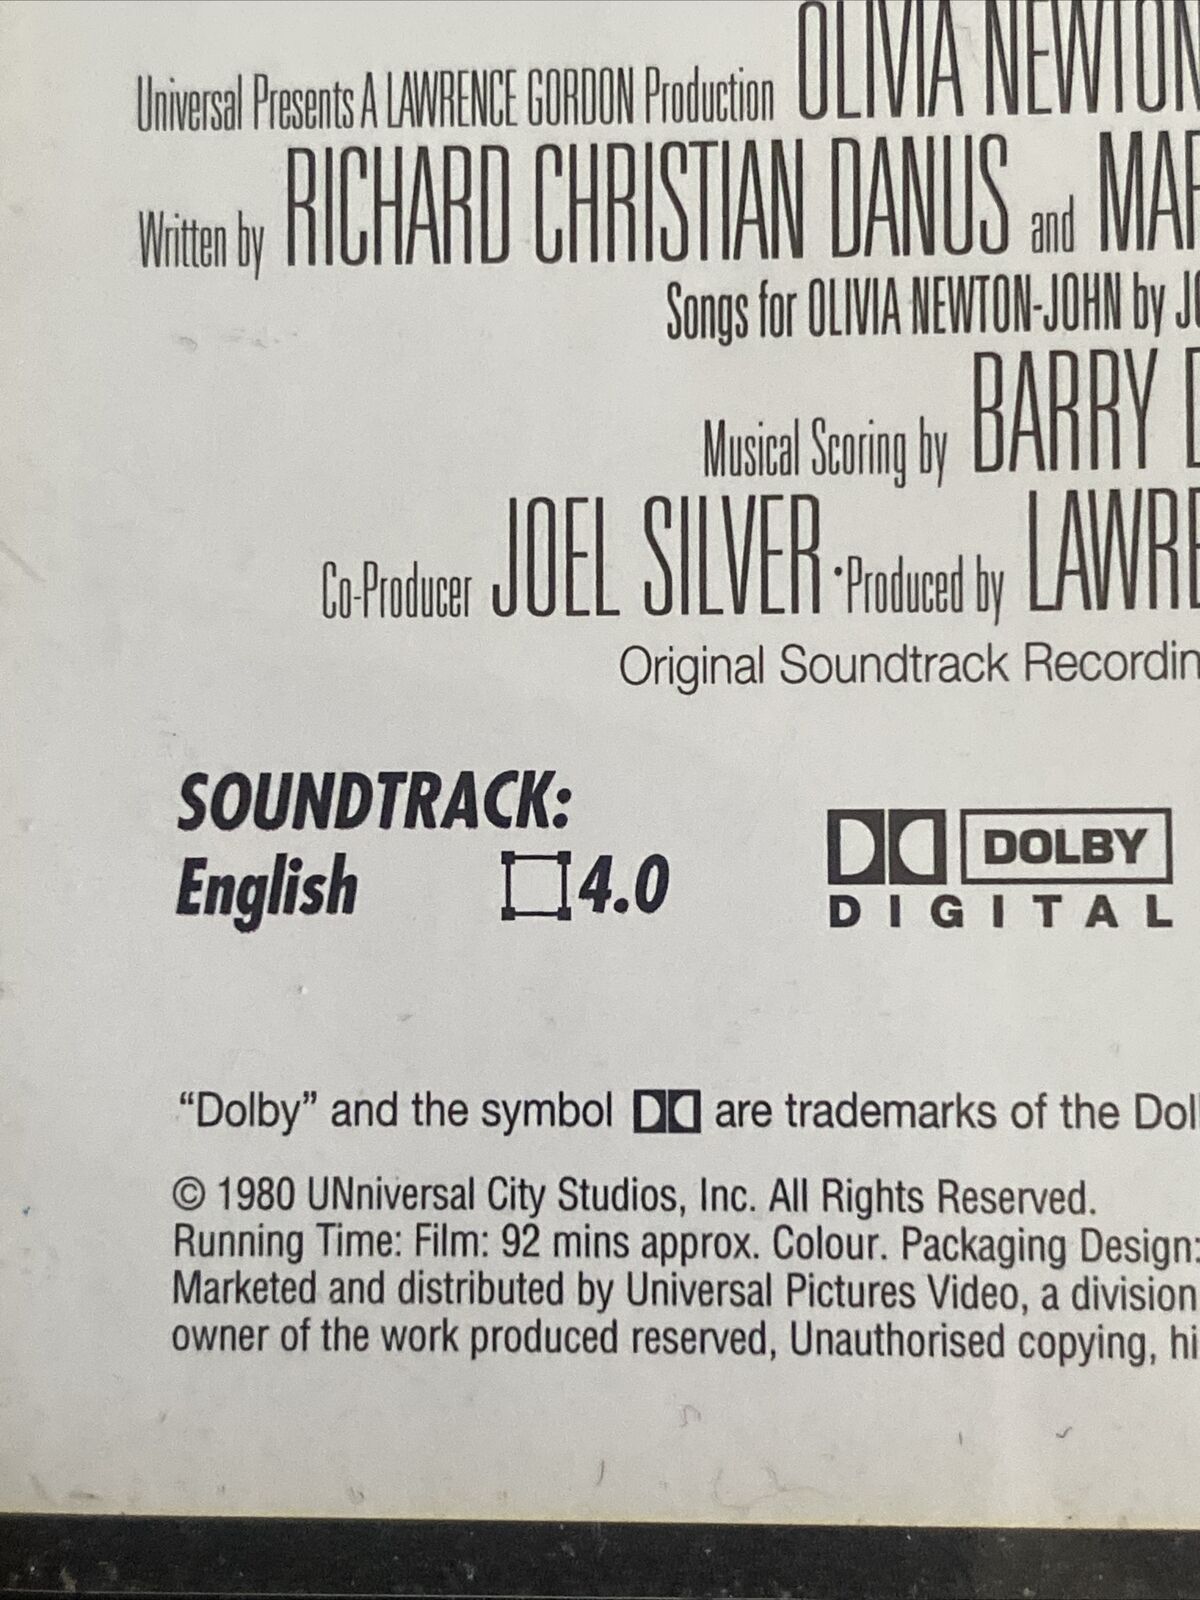 Universal Presents A LAWRENCE GORDON Production OLIVIA NEWTON
Written by RICHARD CHRISTIAN DANUS and MAR
Songs for OLIVIA NEWTON-JOHN by JO
Musical Scoring by BARRY D
Co-Producer JOEL SILVER · Produced by LAWRE
Original Soundtrack Recordin
SOUNDTRACK:
English 4.0
DOLBY
DIGITAL
“Dolby” and the symbol are trademarks of the Dol
© 1980 UNniversal City Studios, Inc. All Rights Reserved.
Running Time: Film: 92 mins approx. Colour. Packaging Design:
Marketed and distributed by Universal Pictures Video, a division
owner of the work produced reserved, Unauthorised copying, hi